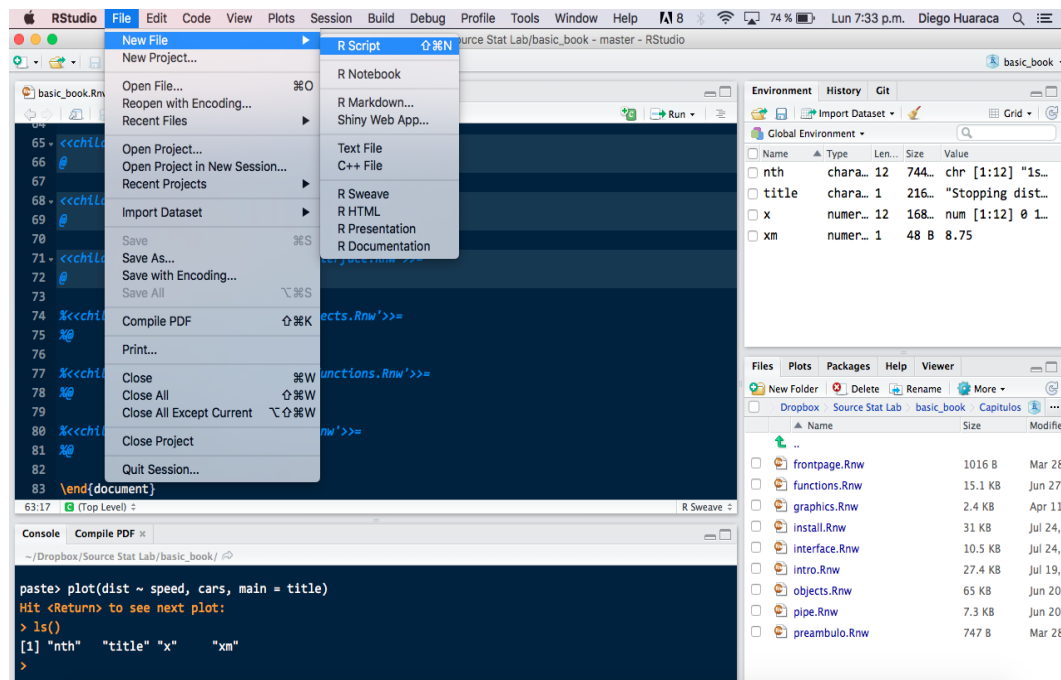 RStudio File Edit Code View Plots Session Build Debug Profile Tools Window Help 8 74 % Lun 7:33 p.m. Diego Huaraca
Source Stat Lab/basic_book - master - RStudio
basic_book
New File
New Project...
Open File... ⌘O
Reopen with Encoding...
Recent Files
Open Project...
Open Project in New Session...
Recent Projects
Import Dataset
Save ⌘S
Save As...
Save with Encoding...
Save All ⌥⌘S
Compile PDF ⇧⌘K
Print...
Close ⌘W
Close All ⇧⌘W
Close All Except Current ⌥⇧⌘W
Close Project
Quit Session...
R Script ⇧⌘N
R Notebook
R Markdown...
Shiny Web App...
Text File
C++ File
R Sweave
R HTML
R Presentation
R Documentation
basic_book.Rnw
Run
65 <<child
66 @
67
68 <<child
69 @
70
71 <<child
72 @
73
74 %<<chil ects.Rnw'>>=
75 %@
76
77 %<<chil unctions.Rnw'>>=
78 %@
79
80 %<<chil nw'>>=
81 %@
82
83 \end{document}
63:17 (Top Level) R Sweave
Console Compile PDF
~/Dropbox/Source Stat Lab/basic_book/
paste> plot(dist ~ speed, cars, main = title)
Hit <Return> to see next plot:
> ls()
[1] "nth" "title" "x" "xm"
>
Environment History Git
Import Dataset Grid
Global Environment
Name Type Len... Size Value
nth chara... 12 744... chr [1:12] "1s...
title chara... 1 216... "Stopping dist...
x numer... 12 168... num [1:12] 0 1...
xm numer... 1 48 B 8.75
Files Plots Packages Help Viewer
New Folder Delete Rename More
Dropbox Source Stat Lab basic_book Capitulos ...
Name Size Modifie
..
frontpage.Rnw 1016 B Mar 28
functions.Rnw 15.1 KB Jun 27
graphics.Rnw 2.4 KB Apr 11
install.Rnw 31 KB Jul 24,
interface.Rnw 10.5 KB Jul 24,
intro.Rnw 27.4 KB Jul 19,
objects.Rnw 65 KB Jun 20
pipe.Rnw 7.3 KB Jun 20
preambulo.Rnw 747 B Mar 28